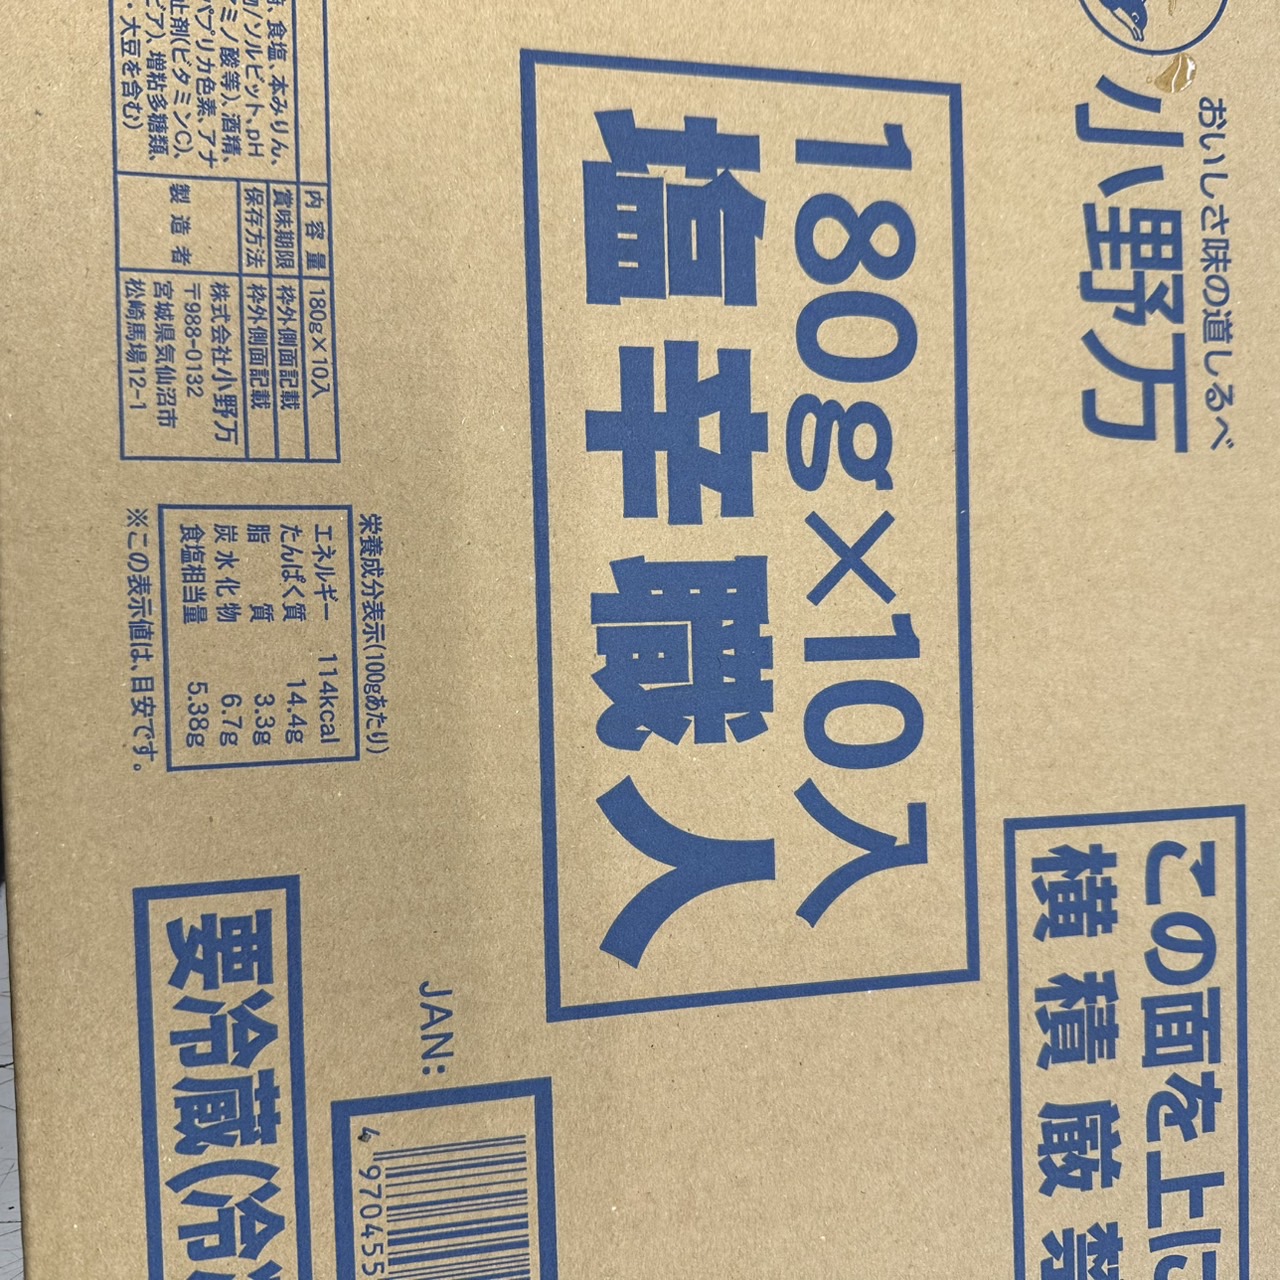 おいしさ味の道しるべ
小野万
この面を上に
横積厳禁
180g×10入
塩辛職人
食塩、本みりん、
/ソルビット、pH
ミノ酸等)、酒精、
パプリカ色素、アナ
止剤(ビタミンC)、
ビア)、増粘多糖類、
・大豆を含む)
内容量 180g×10入
賞味期限 枠外側面記載
保存方法 枠外側面記載
製造者 株式会社小野万
〒988-0132
宮城県気仙沼市
松崎馬場12-1
栄養成分表示(100gあたり)
エネルギー 114kcal
たんぱく質 14.4g
脂質 3.3g
炭水化物 6.7g
食塩相当量 5.38g
※この表示値は、目安です。
JAN:
4 970455
要冷蔵(冷